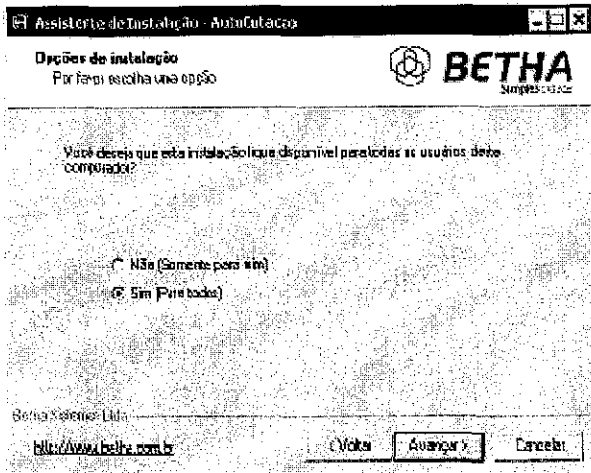 Assistente de Instalação - AutoCotacao
Opções de instalação
Por favor escolha uma opção
BETHA
Você deseja que esta instalação fique disponível para todos os usuários deste
computador?
Não (Somente para mim)
Sim (Para todos)
Betha Sistemas Ltda
http://www.betha.com.br
< Voltar
Avançar >
Cancelar